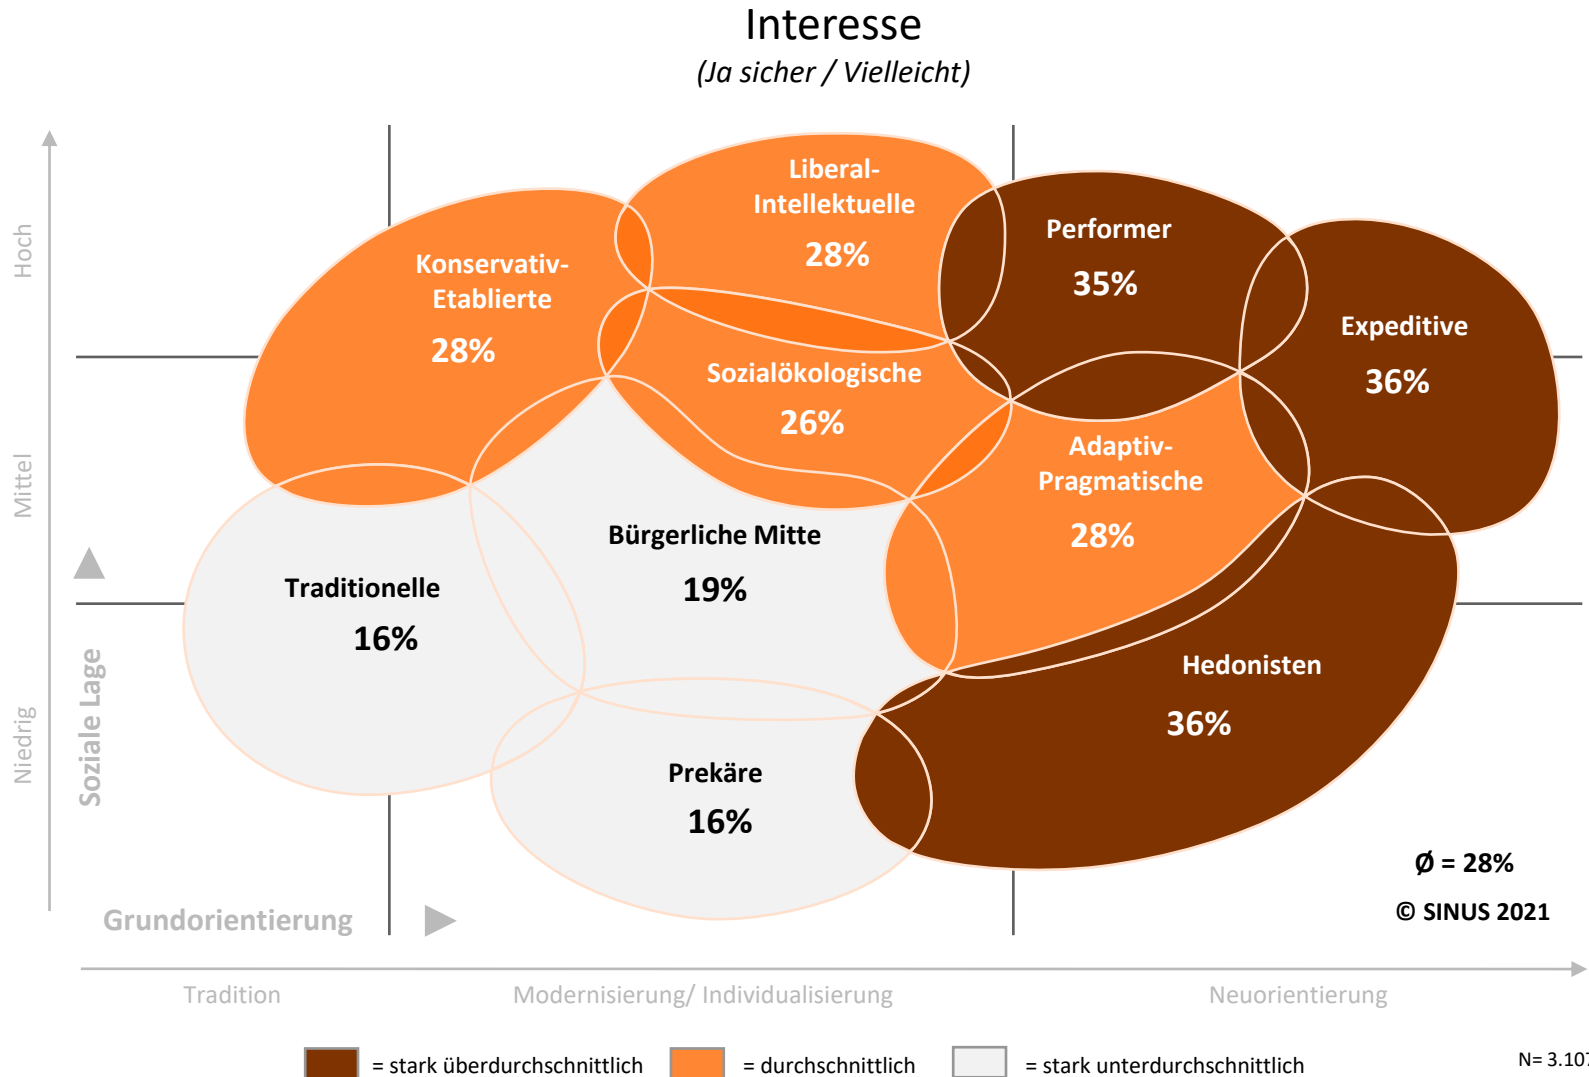 Interesse
(Ja sicher / Vielleicht)
Hoch
Mittel
Niedrig
Soziale Lage
Liberal-
Intellektuelle
28%
Performer
35%
Konservativ-
Etablierte
28%
Expeditive
36%
Sozialökologische
26%
Adaptiv-
Pragmatische
28%
Bürgerliche Mitte
19%
Traditionelle
16%
Hedonisten
36%
Prekäre
16%
Ø = 28%
© SINUS 2021
Grundorientierung
Tradition
Modernisierung/ Individualisierung
Neuorientierung
= stark überdurchschnittlich
= durchschnittlich
= stark unterdurchschnittlich
N= 3.107